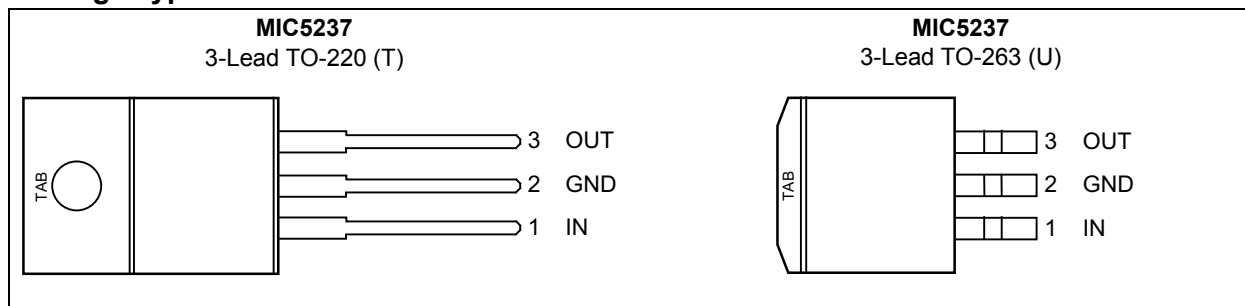 MIC5237
3-Lead TO-220 (T)
TAB
3 OUT
2 GND
1 IN
MIC5237
3-Lead TO-263 (U)
TAB
3 OUT
2 GND
1 IN